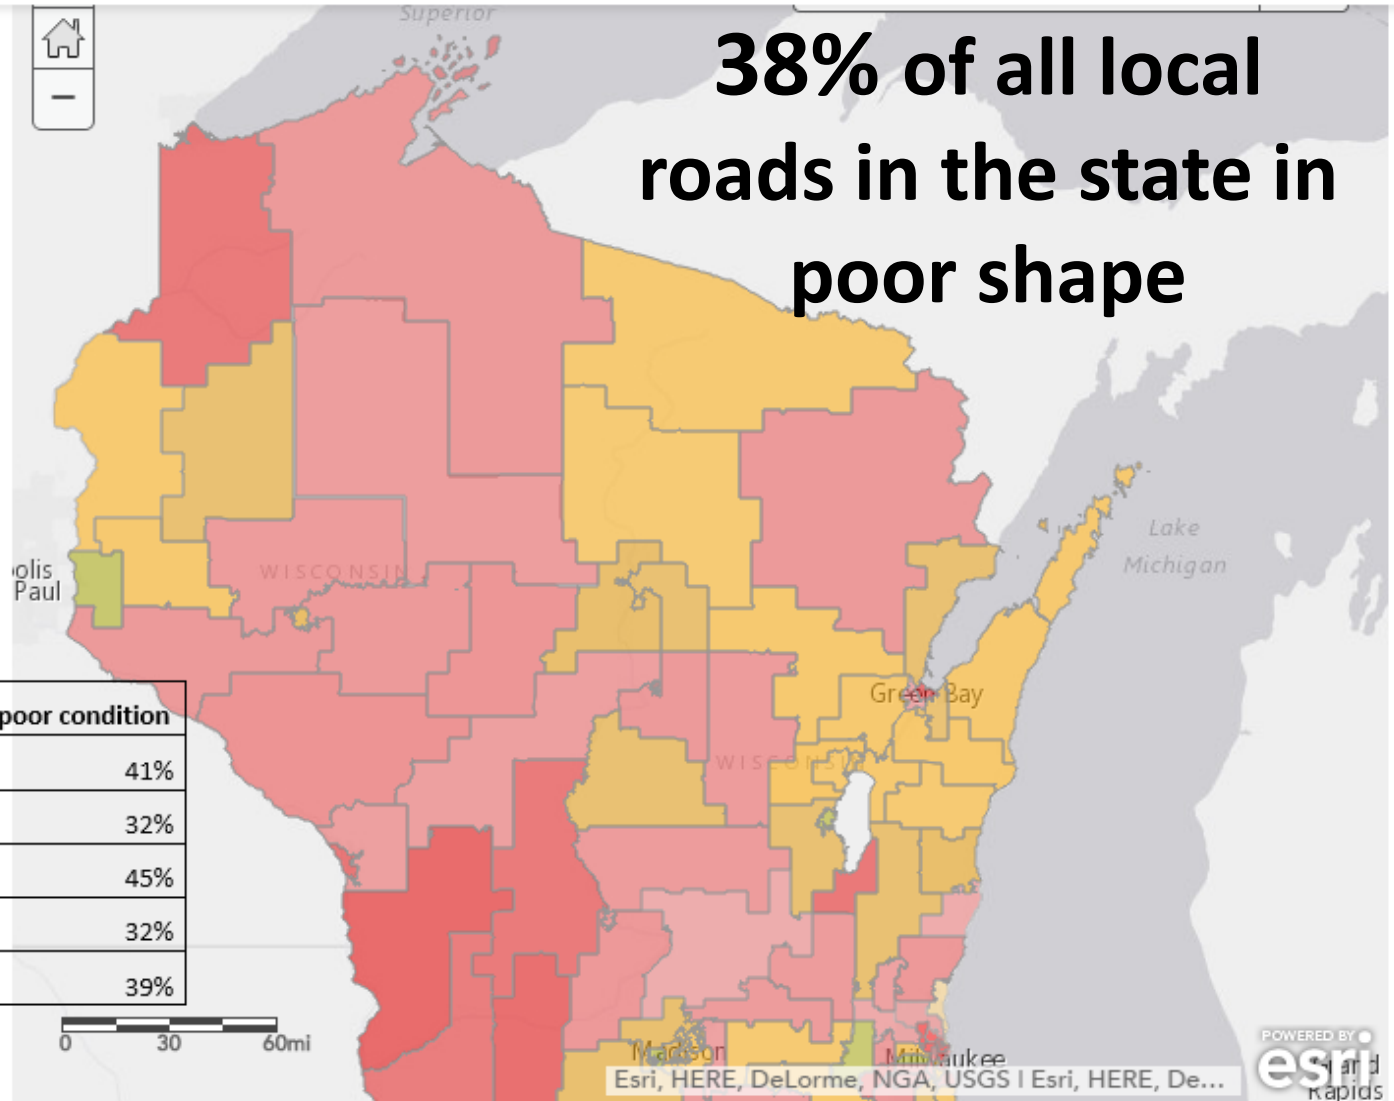 Superior
38% of all local
roads in the state in
poor shape
Lake
Michigan
olis
Paul
WISCONSIN
Green Bay
poor condition
WISCONSIN
41%
32%
45%
32%
39%
0 30 60mi
Madison
Milwaukee
POWERED BY
esri
Esri, HERE, DeLorme, NGA, USGS | Esri, HERE, De...
Grand
Rapids